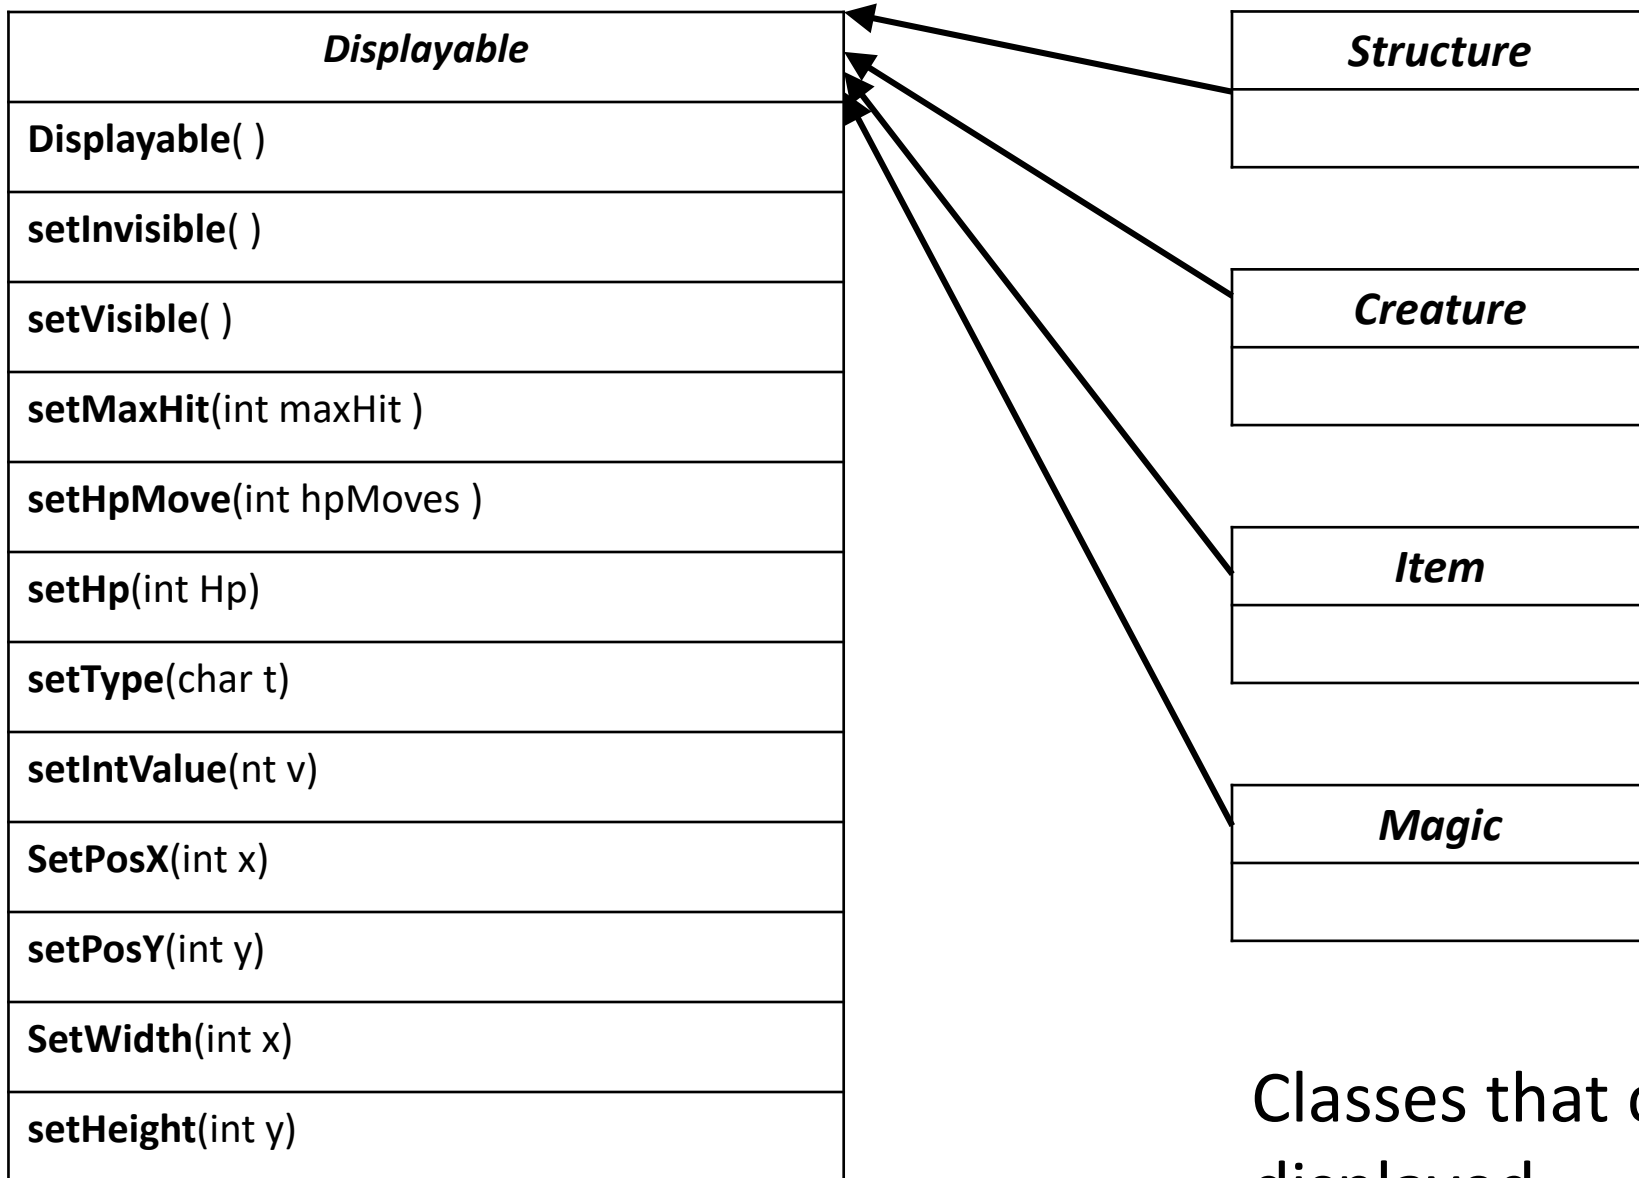 Displayable
Displayable( )
setInvisible( )
setVisible( )
setMaxHit(int maxHit )
setHpMove(int hpMoves )
setHp(int Hp)
setType(char t)
setIntValue(nt v)
SetPosX(int x)
setPosY(int y)
SetWidth(int x)
setHeight(int y)
Structure
Creature
Item
Magic
Classes that
displayed